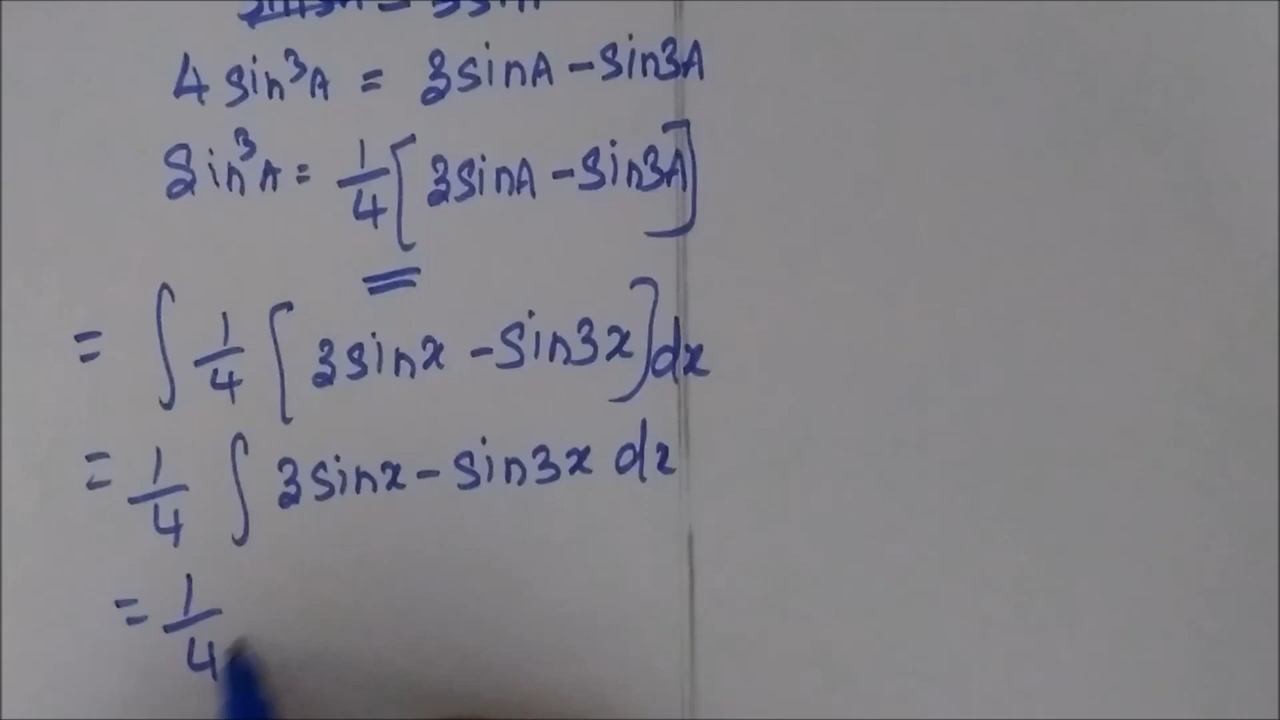 4 sin³A = 3sinA - sin3A
Sin³A = 1/4 [3sinA - sin3A]
= ∫ 1/4 [3sinx - sin3x] dx
= 1/4 ∫ 3sinx - sin3x dx
= 1/4